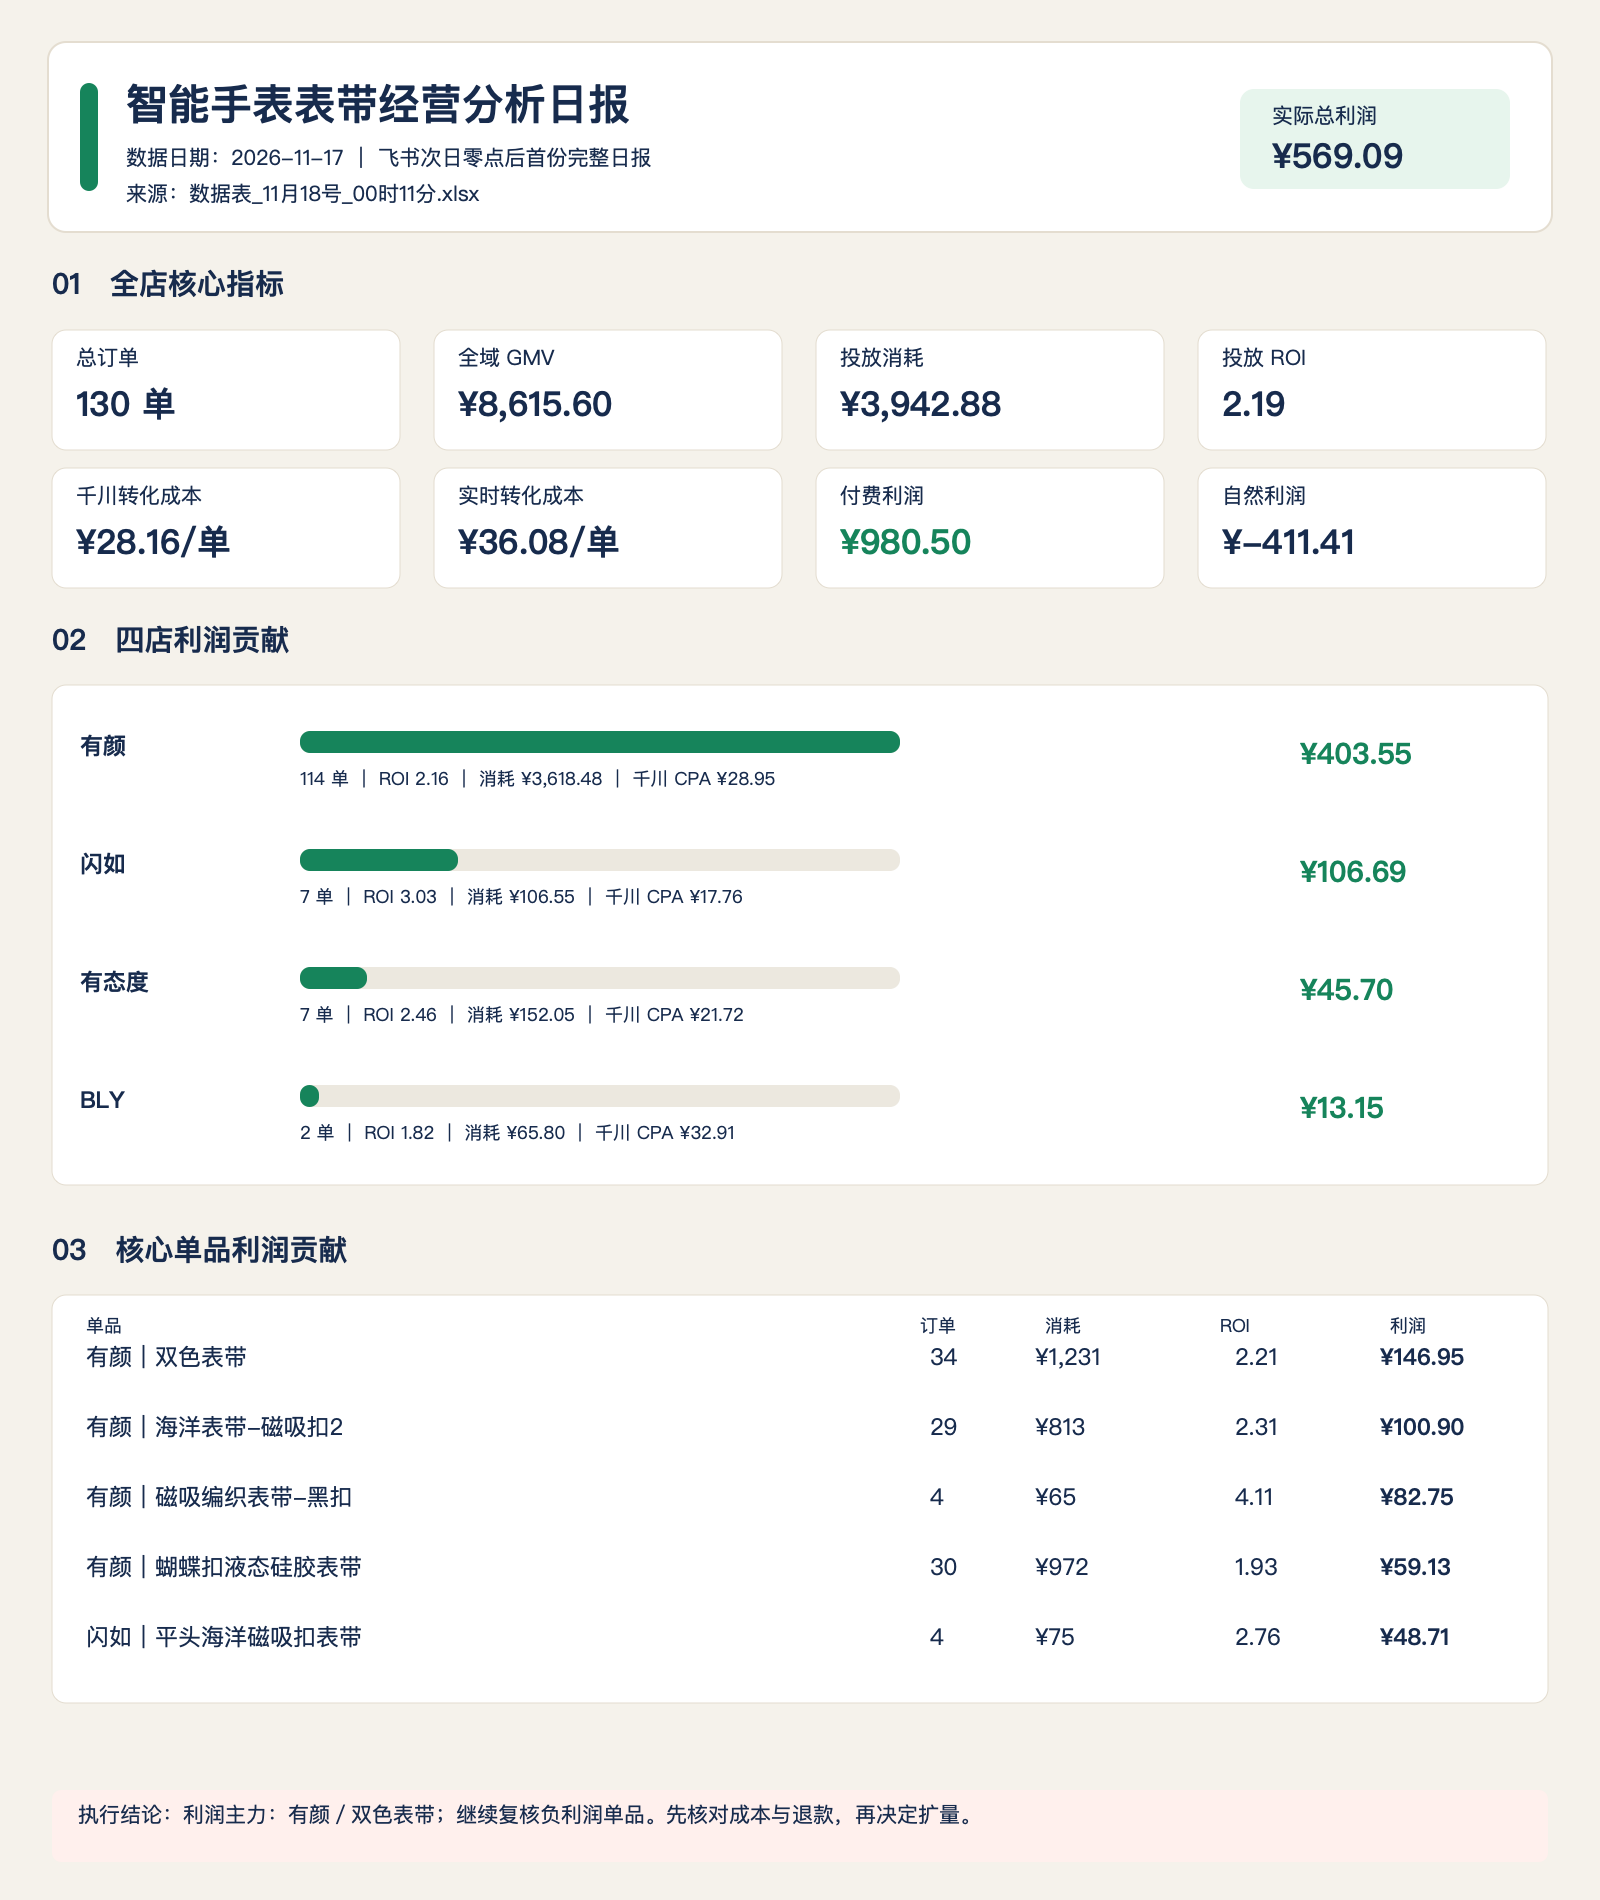 智能手表表带经营分析日报
数据日期：2026–11–17 ｜ 飞书次日零点后首份完整日报
来源：数据表_11月18号_00时11分.xlsx
实际总利润
¥569.09
01 全店核心指标
总订单
130 单
全域 GMV
¥8,615.60
投放消耗
¥3,942.88
投放 ROI
2.19
千川转化成本
¥28.16/单
实时转化成本
¥36.08/单
付费利润
¥980.50
自然利润
¥–411.41
02 四店利润贡献
有颜
114 单 ｜ ROI 2.16 ｜ 消耗 ¥3,618.48 ｜ 千川 CPA ¥28.95
¥403.55
闪如
7 单 ｜ ROI 3.03 ｜ 消耗 ¥106.55 ｜ 千川 CPA ¥17.76
¥106.69
有态度
7 单 ｜ ROI 2.46 ｜ 消耗 ¥152.05 ｜ 千川 CPA ¥21.72
¥45.70
BLY
2 单 ｜ ROI 1.82 ｜ 消耗 ¥65.80 ｜ 千川 CPA ¥32.91
¥13.15
03 核心单品利润贡献
单品 订单 消耗 ROI 利润
有颜｜双色表带 34 ¥1,231 2.21 ¥146.95
有颜｜海洋表带–磁吸扣2 29 ¥813 2.31 ¥100.90
有颜｜磁吸编织表带–黑扣 4 ¥65 4.11 ¥82.75
有颜｜蝴蝶扣液态硅胶表带 30 ¥972 1.93 ¥59.13
闪如｜平头海洋磁吸扣表带 4 ¥75 2.76 ¥48.71
执行结论：利润主力：有颜 / 双色表带；继续复核负利润单品。先核对成本与退款，再决定扩量。